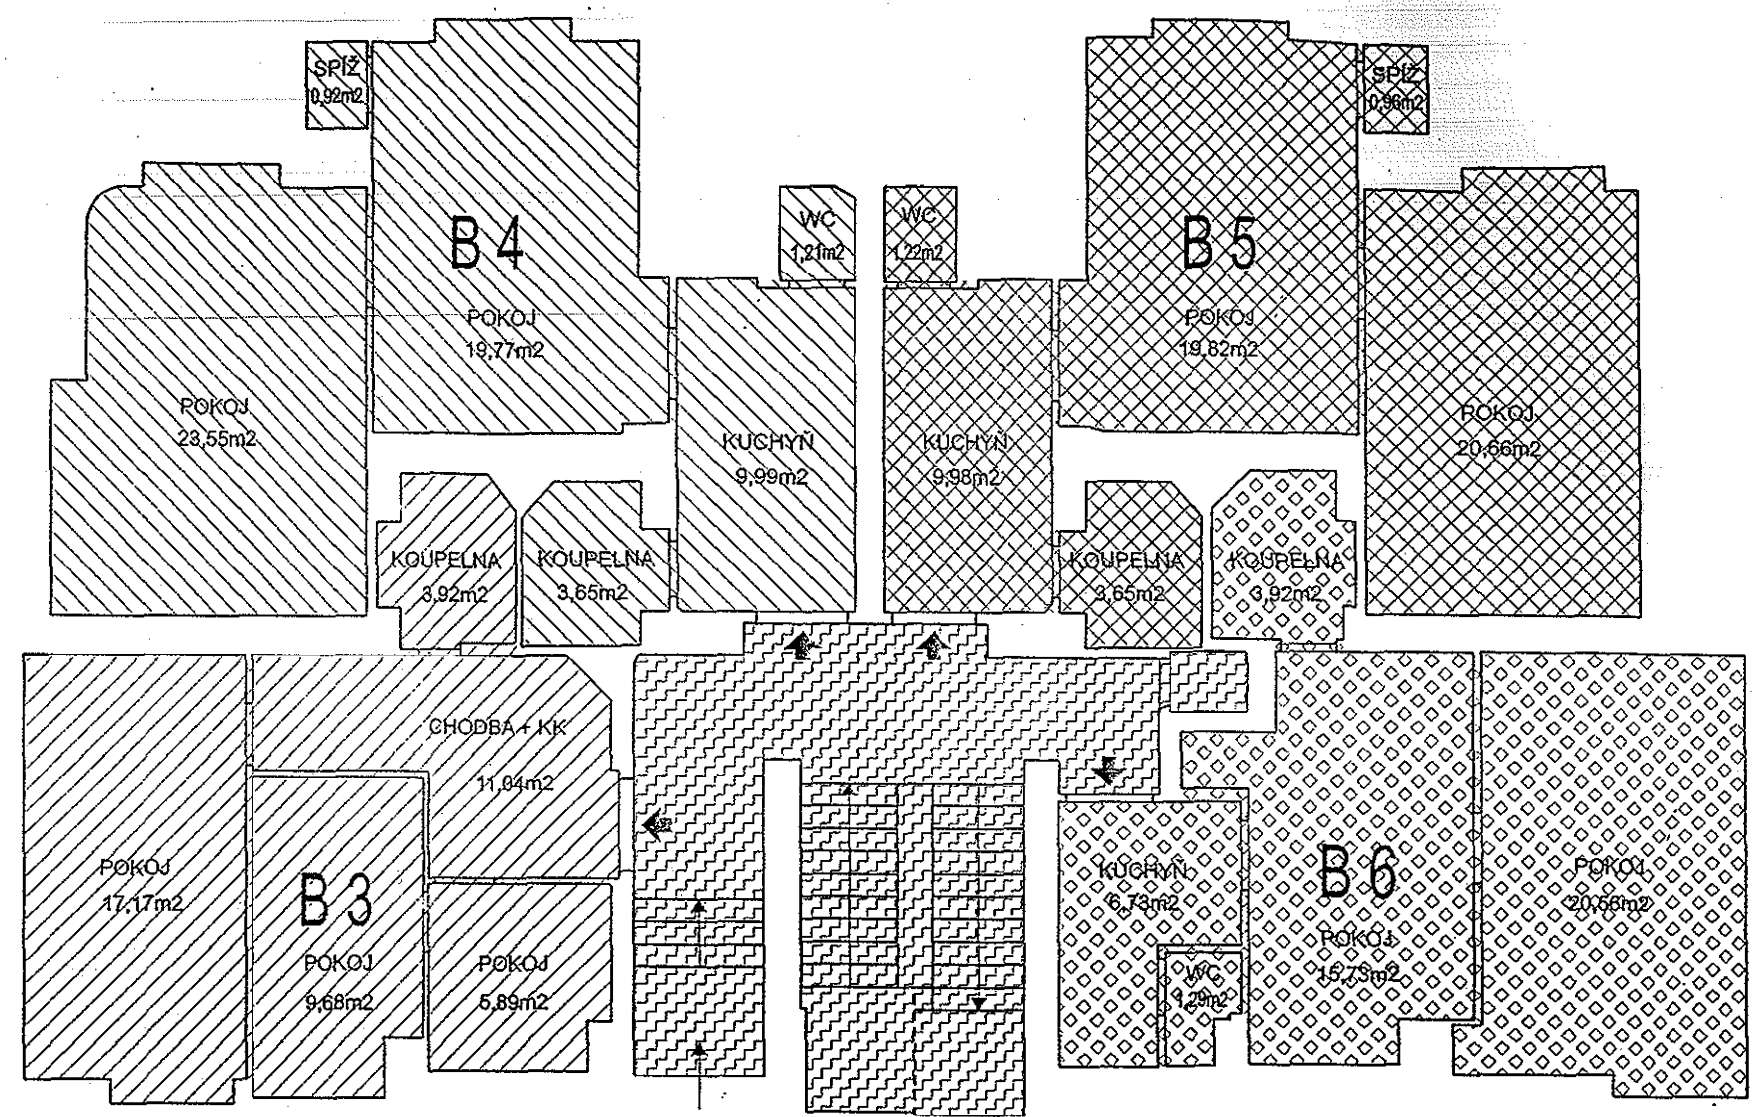 SPÍŽ
0,92m2
B 4
POKOJ
19,77m2
POKOJ
23,55m2
WC
1,21m2
KUCHYŇ
9,99m2
KOUPELNA
3,65m2
WC
1,22m2
KUCHYŇ
9,98m2
B 5
POKOJ
19,82m2
SPÍŽ
0,96m2
POKOJ
20,66m2
KOUPELNA
3,65m2
KOUPELNA
3,92m2
CHODBA + KK
11,04m2
POKOJ
17,17m2
B 3
POKOJ
9,68m2
POKOJ
5,89m2
KOUPELNA
3,92m2
KUCHYŇ
6,73m2
WC
1,29m2
B 6
POKOJ
15,73m2
POKOJ